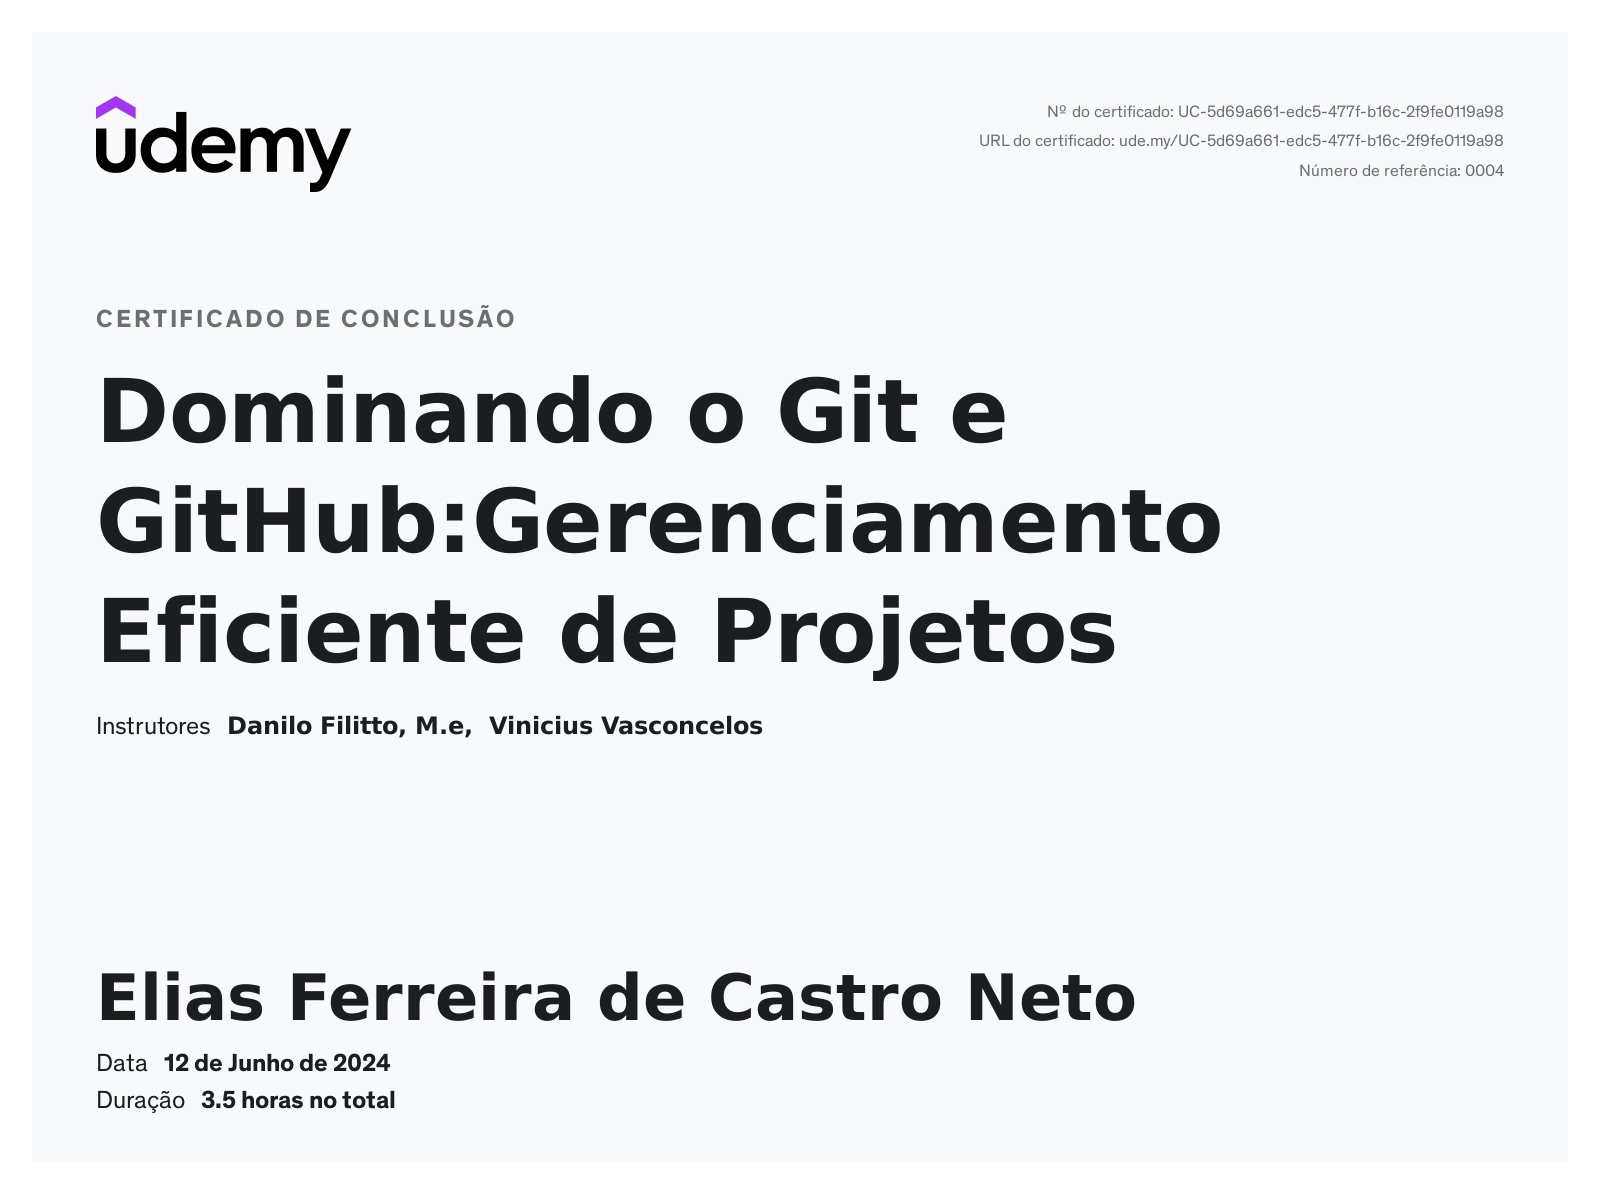 udemy
Nº do certificado: UC-5d69a661-edc5-477f-b16c-2f9fe0119a98
URL do certificado: ude.my/UC-5d69a661-edc5-477f-b16c-2f9fe0119a98
Número de referência: 0004
CERTIFICADO DE CONCLUSÃO
Dominando o Git e
GitHub:Gerenciamento
Eficiente de Projetos
Instrutores Danilo Filitto, M.e, Vinicius Vasconcelos
Elias Ferreira de Castro Neto
Data 12 de Junho de 2024
Duração 3.5 horas no total